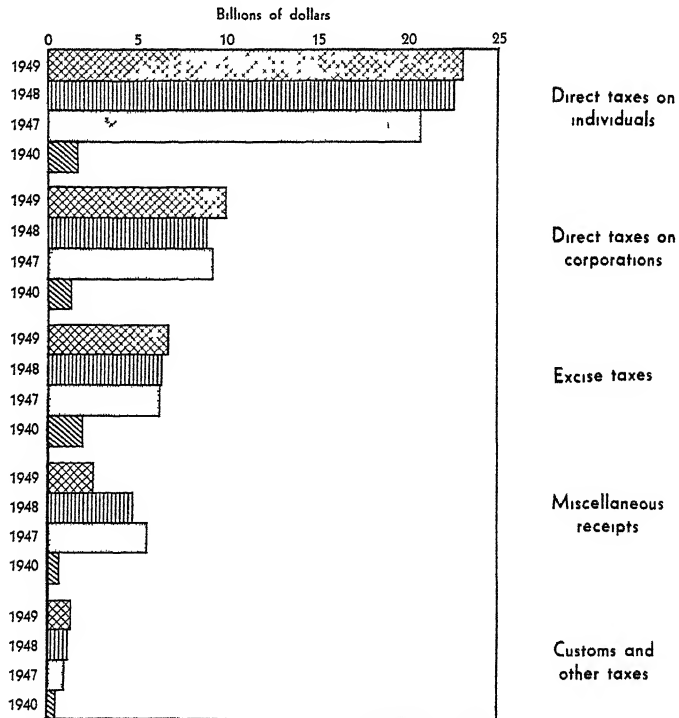 Billions of dollars
0 5 10 15 20 25
1949
1948
1947
1940
Direct taxes on
individuals
1949
1948
1947
1940
Direct taxes on
corporations
1949
1948
1947
1940
Excise taxes
1949
1948
1947
1940
Miscellaneous
receipts
1949
1948
1947
1940
Customs and
other taxes